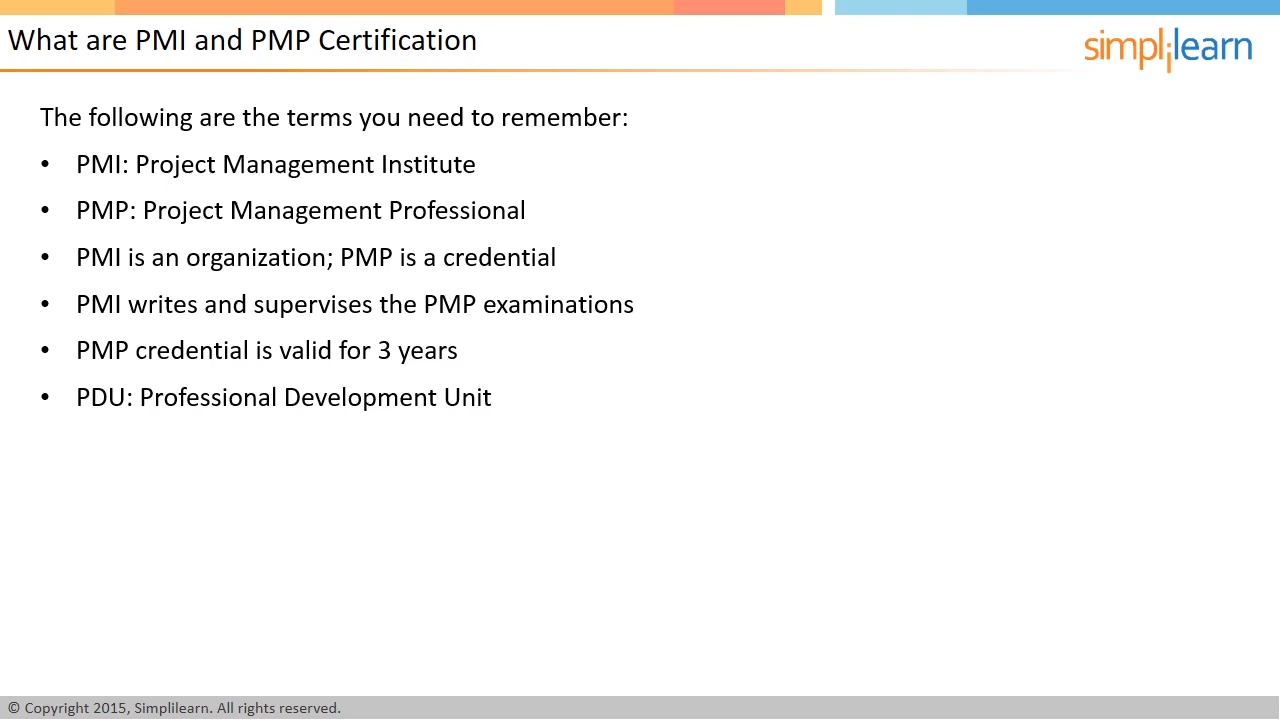 What are PMI and PMP Certification
simplilearn
The following are the terms you need to remember:
• PMI: Project Management Institute
• PMP: Project Management Professional
• PMI is an organization; PMP is a credential
• PMI writes and supervises the PMP examinations
• PMP credential is valid for 3 years
• PDU: Professional Development Unit
© Copyright 2015, Simplilearn. All rights reserved.